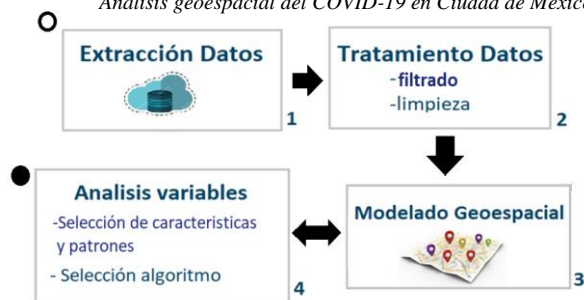 Análisis geoespacial del COVID-19 en Ciudad de México
Extracción Datos
1
Tratamiento Datos
-filtrado
-limpieza
2
Analisis variables
-Selección de caracteristicas
y patrones
- Selección algoritmo
4
Modelado Geoespacial
3